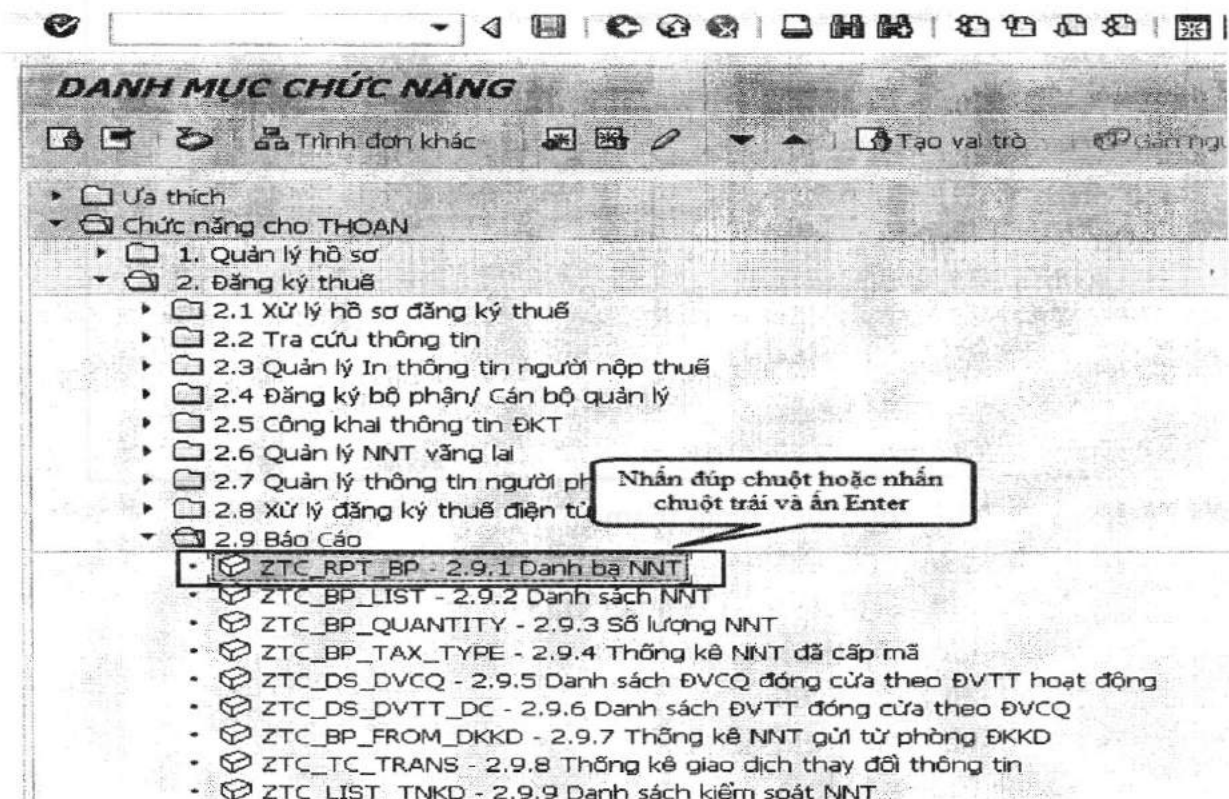 DANH MỤC CHỨC NĂNG
Trình đơn khác
Tạo vai trò
Gán
Ưa thích
Chức năng cho THOAN
1. Quản lý hồ sơ
2. Đăng ký thuế
2.1 Xử lý hồ sơ đăng ký thuế
2.2 Tra cứu thông tin
2.3 Quản lý In thông tin người nộp thuế
2.4 Đăng ký bộ phận/ Cán bộ quản lý
2.5 Công khai thông tin ĐKT
2.6 Quản lý NNT vãng lai
2.7 Quản lý thông tin người
2.8 Xử lý đăng ký thuế điện tử
Nhấn đúp chuột hoặc nhấn
chuột trái và ấn Enter
2.9 Báo Cáo
ZTC_RPT_BP - 2.9.1 Danh bạ NNT
ZTC_BP_LIST - 2.9.2 Danh sách NNT
ZTC_BP_QUANTITY - 2.9.3 Số lượng NNT
ZTC_BP_TAX_TYPE - 2.9.4 Thống kê NNT đã cấp mã
ZTC_DS_DVCQ - 2.9.5 Danh sách ĐVCQ đóng cửa theo ĐVTT hoạt động
ZTC_DS_DVTT_DC - 2.9.6 Danh sách ĐVTT đóng cửa theo ĐVCQ
ZTC_BP_FROM_DKKD - 2.9.7 Thống kê NNT gửi từ phòng ĐKKD
ZTC_TC_TRANS - 2.9.8 Thống kê giao dịch thay đổi thông tin
ZTC_LIST_TNKD - 2.9.9 Danh sách kiểm soát NNT